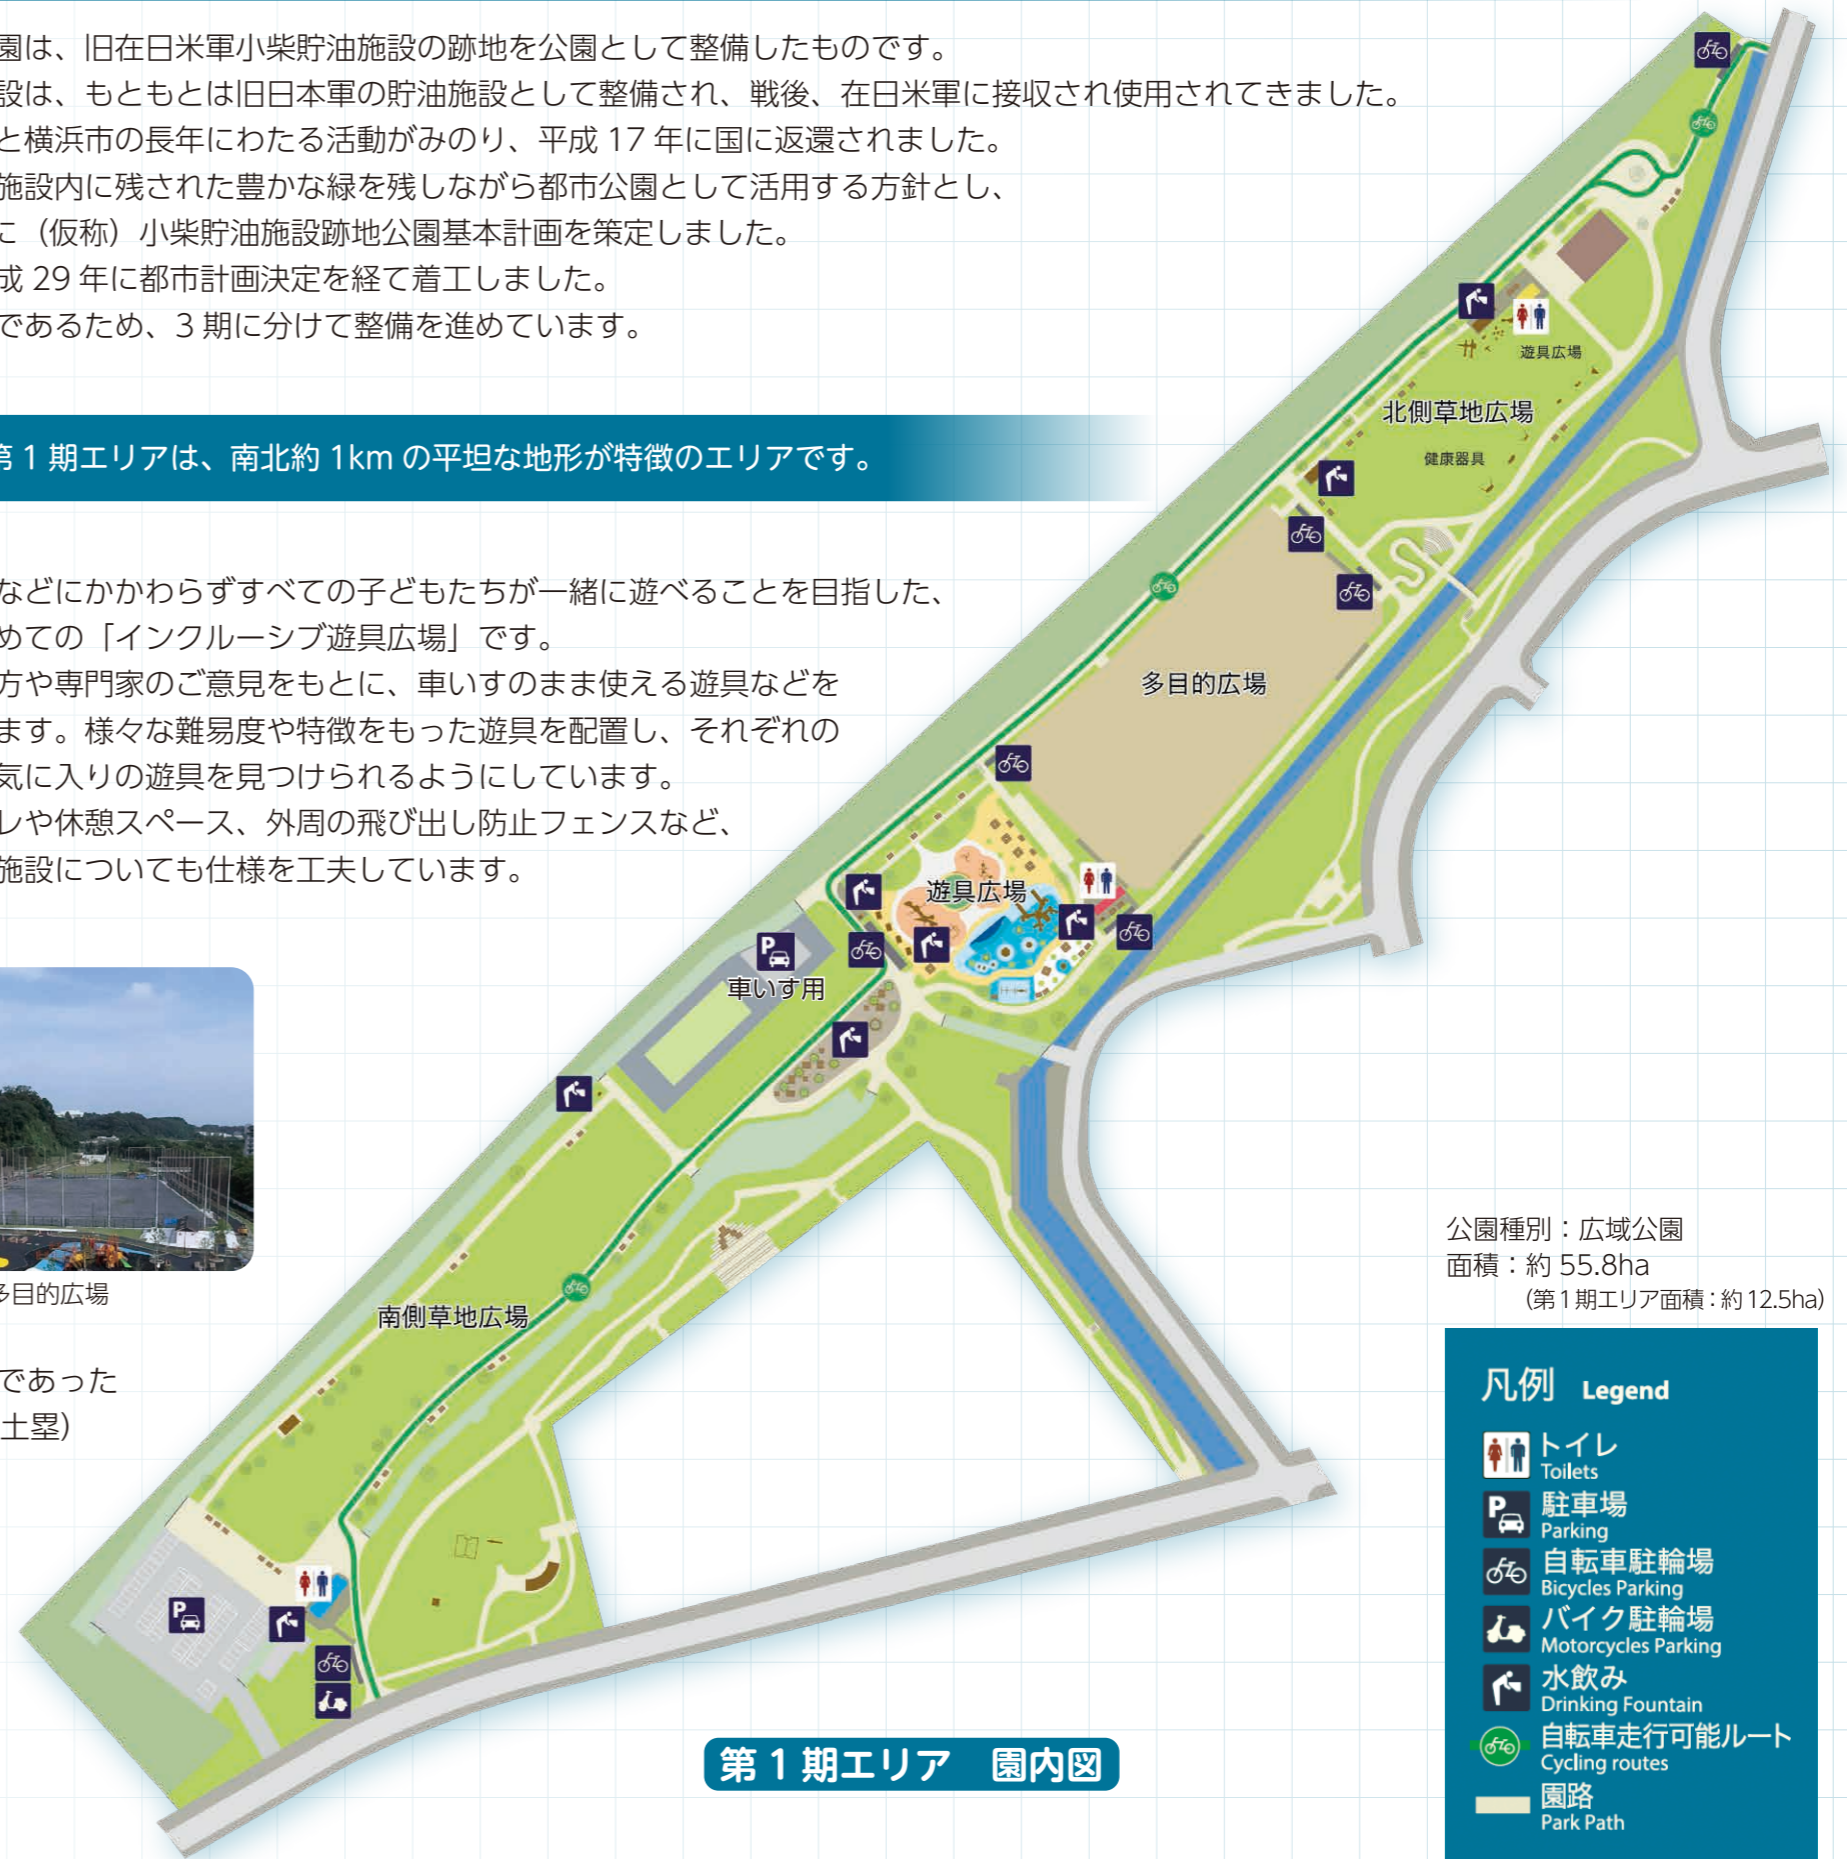 園は、旧在日米軍小柴貯油施設の跡地を公園として整備したものです。
設は、もともとは旧日本軍の貯油施設として整備され、戦後、在日米軍に接収され使用されてきました。
と横浜市の長年にわたる活動がみのり、平成 17 年に国に返還されました。
施設内に残された豊かな緑を残しながら都市公園として活用する方針とし、
に（仮称）小柴貯油施設跡地公園基本計画を策定しました。
成 29 年に都市計画決定を経て着工しました。
であるため、3 期に分けて整備を進めています。
第 1 期エリアは、南北約 1km の平坦な地形が特徴のエリアです。
などにかかわらずすべての子どもたちが一緒に遊べることを目指した、
めての「インクルーシブ遊具広場」です。
方や専門家のご意見をもとに、車いすのまま使える遊具などを
ます。様々な難易度や特徴をもった遊具を配置し、それぞれの
気に入りの遊具を見つけられるようにしています。
レや休憩スペース、外周の飛び出し防止フェンスなど、
施設についても仕様を工夫しています。
多目的広場
であった
土塁）
遊具広場
北側草地広場
健康器具
多目的広場
遊具広場
P
車いす用
南側草地広場
P
公園種別：広域公園
面積：約 55.8ha
（第1期エリア面積：約12.5ha）
凡例 Legend
トイレ
Toilets
P
駐車場
Parking
自転車駐輪場
Bicycles Parking
バイク駐輪場
Motorcycles Parking
水飲み
Drinking Fountain
自転車走行可能ルート
Cycling routes
園路
Park Path
第 1 期エリア　園内図